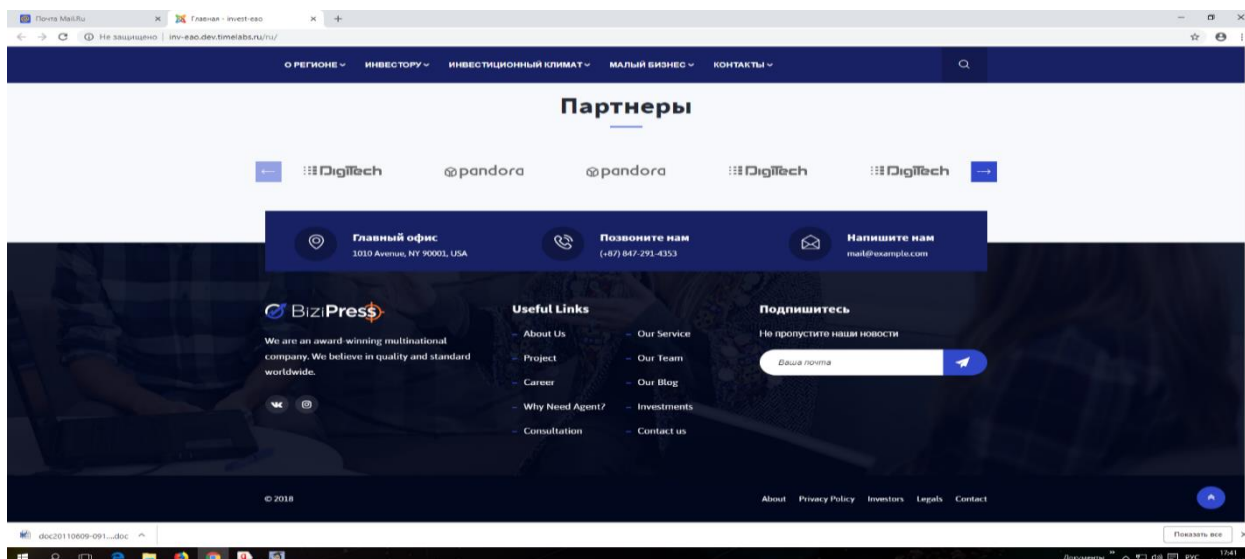 Почта Mail.Ru
Главная - invest-eao
Не защищено | inv-eao.dev.timelabs.ru/ru/
О РЕГИОНЕ ИНВЕСТОРУ ИНВЕСТИЦИОННЫЙ КЛИМАТ МАЛЫЙ БИЗНЕС КОНТАКТЫ
Партнеры
DigiTech pandora pandora DigiTech DigiTech
Главный офис
1010 Avenue, NY 90001, USA
Позвоните нам
(+87) 847-291-4353
Напишите нам
mail@example.com
BiziPress
We are an award-winning multinational
company. We believe in quality and standard
worldwide.
Useful Links
About Us
Project
Career
Why Need Agent?
Consultation
Our Service
Our Team
Our Blog
Investments
Contact us
Подпишитесь
Не пропустите наши новости
Ваша почта
© 2018
About Privacy Policy Investors Legals Contact
doc20110609-091....doc
Показать все
Документы
РУС
17:41